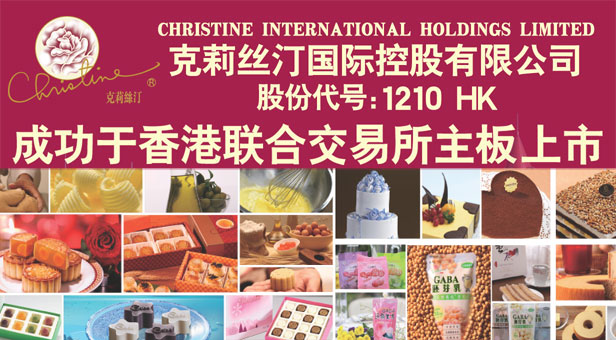 CHRISTINE INTERNATIONAL HOLDINGS LIMITED
克莉丝汀国际控股有限公司
股份代号：1210 HK
成功于香港联合交易所主板上市
Christine®
克莉絲汀
GABA
GABA